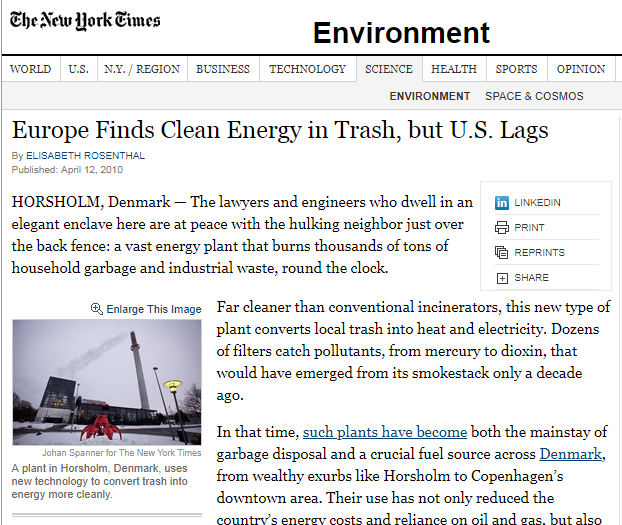 The New York Times
Environment
WORLD U.S. N.Y. / REGION BUSINESS TECHNOLOGY SCIENCE HEALTH SPORTS OPINION
ENVIRONMENT SPACE & COSMOS
Europe Finds Clean Energy in Trash, but U.S. Lags
By ELISABETH ROSENTHAL
Published: April 12, 2010
HORSHOLM, Denmark — The lawyers and engineers who dwell in an
elegant enclave here are at peace with the hulking neighbor just over
the back fence: a vast energy plant that burns thousands of tons of
household garbage and industrial waste, round the clock.
in LINKEDIN
PRINT
REPRINTS
SHARE
Enlarge This Image
Johan Spanner for The New York Times
A plant in Horsholm, Denmark, uses
new technology to convert trash into
energy more cleanly.
Far cleaner than conventional incinerators, this new type of
plant converts local trash into heat and electricity. Dozens
of filters catch pollutants, from mercury to dioxin, that
would have emerged from its smokestack only a decade
ago.
In that time, such plants have become both the mainstay of
garbage disposal and a crucial fuel source across Denmark,
from wealthy exurbs like Horsholm to Copenhagen’s
downtown area. Their use has not only reduced the
country’s energy costs and reliance on oil and gas, but also